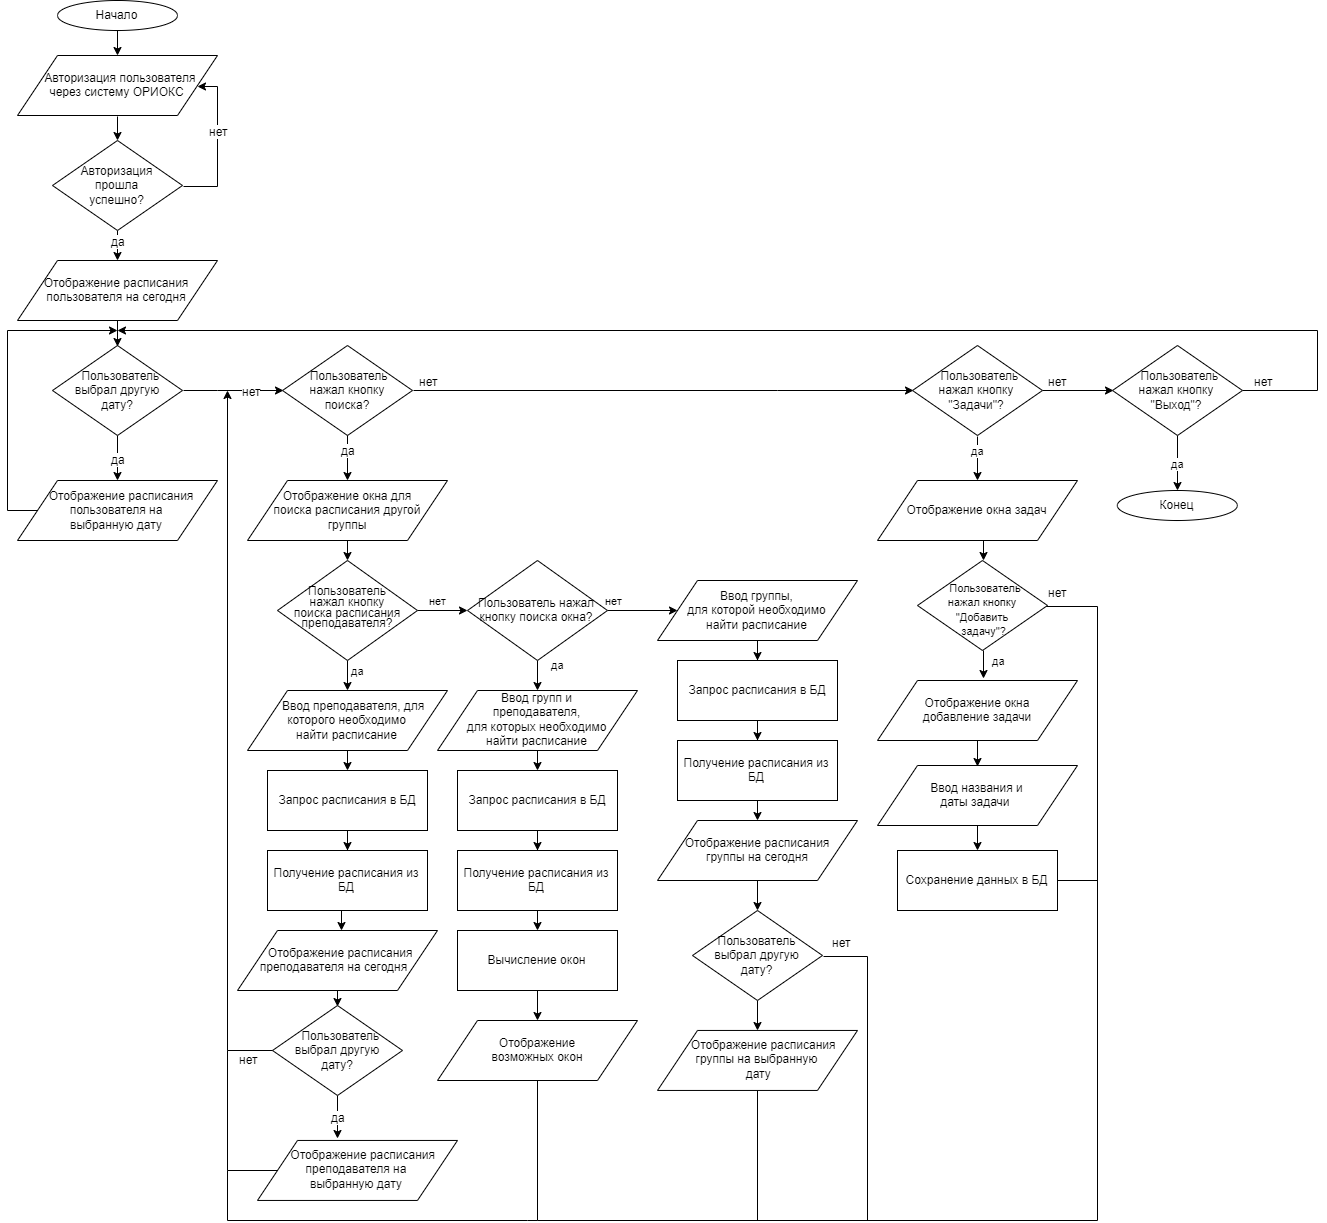 Начало
Авторизация пользователя
через систему ОРИОКС
нет
Авторизация
прошла
успешно?
да
Отображение расписания
пользователя на сегодня
Пользователь
выбрал другую
дату?
нет
да
Отображение расписания
пользователя на
выбранную дату
Пользователь
нажал кнопку
поиска?
нет
да
Отображение окна для
поиска расписания другой
группы
Пользователь
нажал кнопку
поиска расписания
преподавателя?
нет
да
Ввод преподавателя, для
которого необходимо
найти расписание
Запрос расписания в БД
Получение расписания из
БД
Отображение расписания
преподавателя на сегодня
Пользователь
выбрал другую
дату?
нет
да
Отображение расписания
преподавателя на
выбранную дату
Пользователь нажал
кнопку поиска окна?
нет
да
Ввод групп и
преподавателя,
для которых необходимо
найти расписание
Запрос расписания в БД
Получение расписания из
БД
Вычисление окон
Отображение
возможных окон
Ввод группы,
для которой необходимо
найти расписание
Запрос расписания в БД
Получение расписания из
БД
Отображение расписания
группы на сегодня
Пользователь
выбрал другую
дату?
нет
Отображение расписания
группы на выбранную
дату
Пользователь
нажал кнопку
"Задачи"?
нет
да
Отображение окна задач
Пользователь
нажал кнопку
"Добавить
задачу"?
нет
да
Отображение окна
добавление задачи
Ввод названия и
даты задачи
Сохранение данных в БД
Пользователь
нажал кнопку
"Выход"?
нет
да
Конец